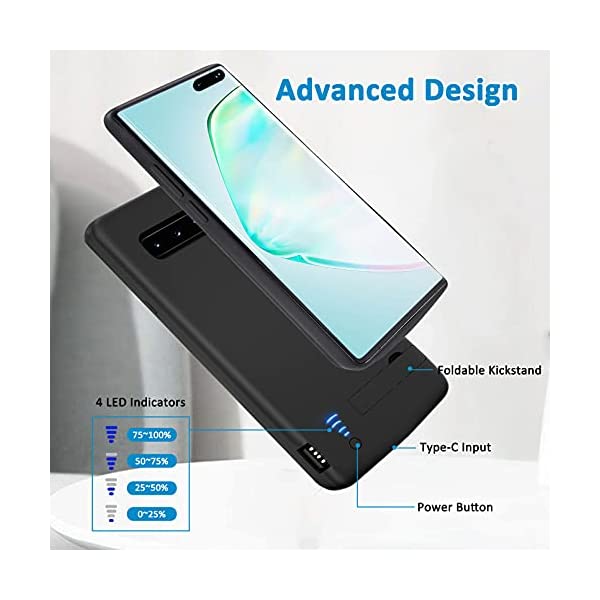 Advanced Design
Foldable Kickstand
4 LED Indicators
75~100%
50~75%
25~50%
0~25%
Type-C Input
Power Button